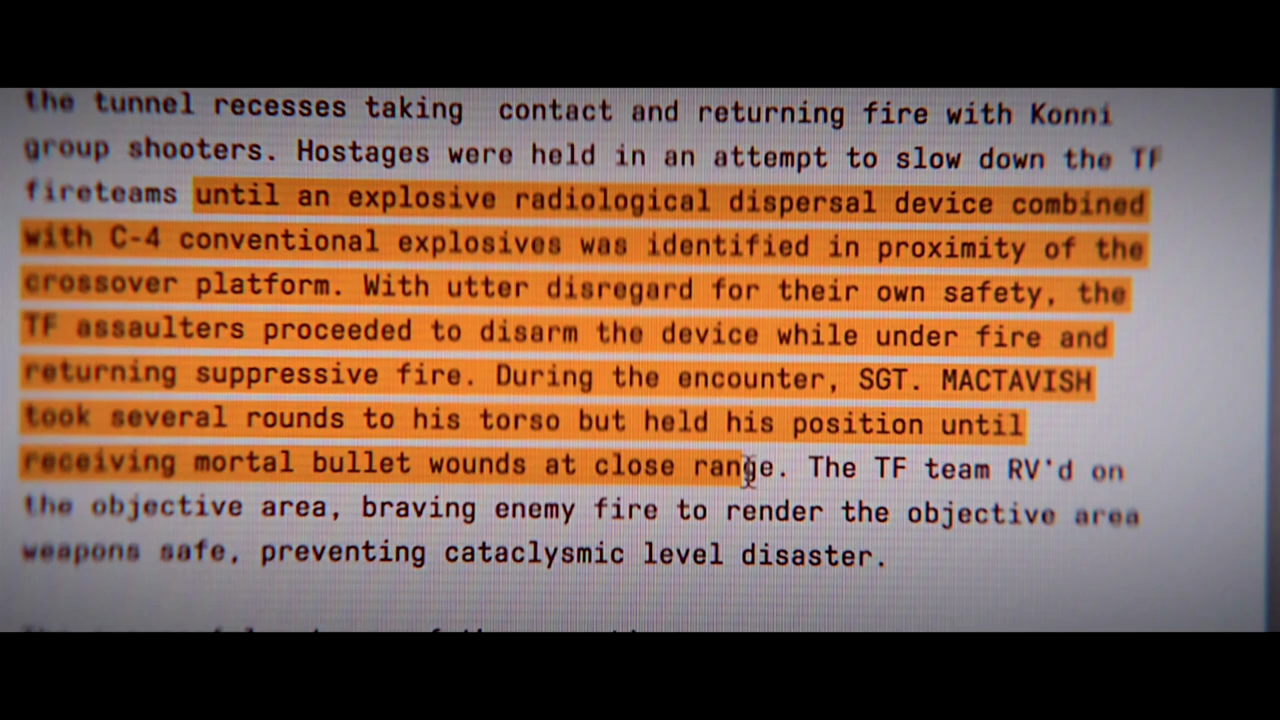 the tunnel recesses taking  contact and returning fire with Konni
group shooters. Hostages were held in an attempt to slow down the TF
fireteams until an explosive radiological dispersal device combined
with C-4 conventional explosives was identified in proximity of the
crossover platform. With utter disregard for their own safety, the
TF assaulters proceeded to disarm the device while under fire and
returning suppressive fire. During the encounter, SGT. MACTAVISH
took several rounds to his torso but held his position until
receiving mortal bullet wounds at close range. The TF team RV'd on
the objective area, braving enemy fire to render the objective area
weapons safe, preventing cataclysmic level disaster.